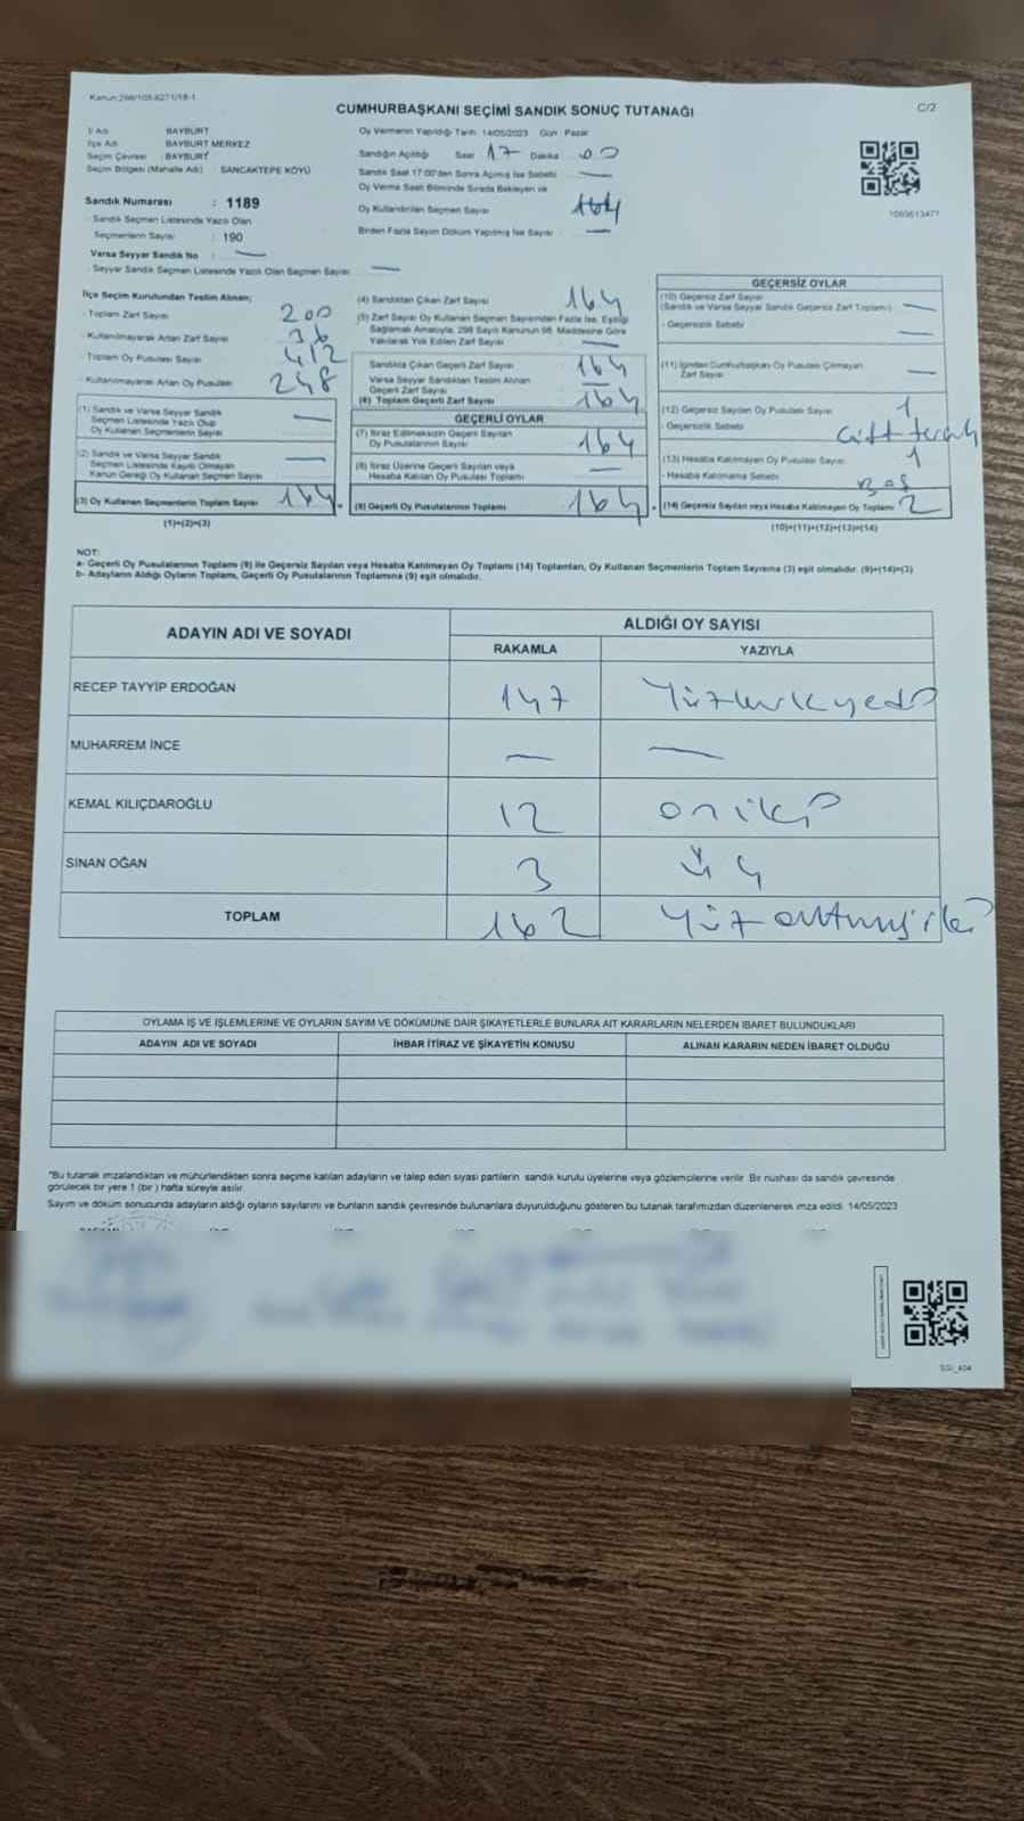 Kanun:298/105-6271/18-1
CUMHURBAŞKANI SEÇİMİ SANDIK SONUÇ TUTANAĞI
C/2
İl Adı BAYBURT
İlçe Adı BAYBURT MERKEZ
Seçim Çevresi : BAYBURT
Seçim Bölgesi (Mahalle Adı) SANCAKTEPE KÖYÜ
Sandık Numarası : 1189
Sandık Seçmen Listesinde Yazılı Olan
Seçmenlerin Sayısı : 190
Varsa Seyyar Sandık No : —
Seyyar Sandık Seçmen Listesinde Yazılı Olan Seçmen Sayısı —
Oy Vermenin Yapıldığı Tarih 14/05/2023 Gün Pazar
Sandığın Açıldığı Saat 17 Dakika 00
Sandık Saat 17:00'den Sonra Açılmış İse Sebebi —
Oy Verme Saati Bitiminde Sırada Bekleyen ve
Oy Kullandırılan Seçmen Sayısı 164
Birden Fazla Sayım Döküm Yapılmış İse Sayısı —
İlçe Seçim Kurulundan Teslim Alınan;
- Toplam Zarf Sayısı 200
- Kullanılmayarak Artan Zarf Sayısı 36
Toplam Oy Pusulası Sayısı 412
- Kullanılmayarak Artan Oy Pusulası 248
(1) Sandık ve Varsa Seyyar Sandık
Seçmen Listesinde Yazılı Olup
Oy Kullanan Seçmenlerin Sayısı —
(2) Sandık ve Varsa Seyyar Sandık
Seçmen Listesinde Kayıtlı Olmayan
Kanun Gereği Oy Kullanan Seçmen Sayısı —
(3) Oy Kullanan Seçmenlerin Toplam Sayısı 164
(1)+(2)=(3)
(4) Sandıktan Çıkan Zarf Sayısı 164
(5) Zarf Sayısı Oy Kullanan Seçmen Sayısından Fazla İse, Eşitliği
Sağlamak Amacıyla, 298 Sayılı Kanunun 98. Maddesine Göre
Yakılarak Yok Edilen Zarf Sayısı —
Sandıkta Çıkan Geçerli Zarf Sayısı 164
Varsa Seyyar Sandıktan Teslim Alınan
Geçerli Zarf Sayısı —
(6) Toplam Geçerli Zarf Sayısı 164
GEÇERLİ OYLAR
(7) İtiraz Edilmeksizin Geçerli Sayılan
Oy Pusulalarının Sayısı 164
(8) İtiraz Üzerine Geçerli Sayılan veya
Hesaba Katılan Oy Pusulası Toplamı —
(9) Geçerli Oy Pusulalarının Toplamı 164
GEÇERSİZ OYLAR
(10) Geçersiz Zarf Sayısı
(Sandık ve Varsa Seyyar Sandık Geçersiz Zarf Toplamı) —
- Geçersizlik Sebebi —
(11) İçinden Cumhurbaşkanı Oy Pusulası Çıkmayan
Zarf Sayısı —
(12) Geçersiz Sayılan Oy Pusulası Sayısı 1
- Geçersizlik Sebebi çift tercih
(13) Hesaba Katılmayan Oy Pusulası Sayısı 1
- Hesaba Katılmama Sebebi Boş
(14) Geçersiz Sayılan veya Hesaba Katılmayan Oy Toplamı 2
(10)+(11)+(12)+(13)=(14)
NOT:
a- Geçerli Oy Pusulalarının Toplamı (9) ile Geçersiz Sayılan veya Hesaba Katılmayan Oy Toplamı (14) Toplamları, Oy Kullanan Seçmenlerin Toplam Sayısına (3) eşit olmalıdır. (9)+(14)=(3)
b- Adayların Aldığı Oyların Toplamı, Geçerli Oy Pusulalarının Toplamına (9) eşit olmalıdır.
ADAYIN ADI VE SOYADI
ALDIĞI OY SAYISI
RAKAMLA YAZIYLA
RECEP TAYYİP ERDOĞAN 147 Yüzkırkyedi
MUHARREM İNCE — —
KEMAL KILIÇDAROĞLU 12 oniki
SİNAN OĞAN 3 üç
TOPLAM 162 Yüzaltmışiki
OYLAMA İŞ VE İŞLEMLERİNE VE OYLARIN SAYIM VE DÖKÜMÜNE DAİR ŞİKAYETLERLE BUNLARA AİT KARARLARIN NELERDEN İBARET BULUNDUKLARI
ADAYIN ADI VE SOYADI İHBAR İTİRAZ VE ŞİKAYETİN KONUSU ALINAN KARARIN NEDEN İBARET OLDUĞU
"Bu tutanak imzalandıktan ve mühürlendikten sonra seçime katılan adayların ve talep eden siyasi partilerin sandık kurulu üyelerine veya gözlemcilerine verilir. Bir nüshası da sandık çevresinde
görülecek bir yere 1 (bir) hafta süreyle asılır.
Sayım ve döküm sonucunda adayların aldığı oyların sayılarını ve bunların sandık çevresinde bulunanlara duyurulduğunu gösteren bu tutanak tarafımızdan düzenlenerek imza edildi. 14/05/2023